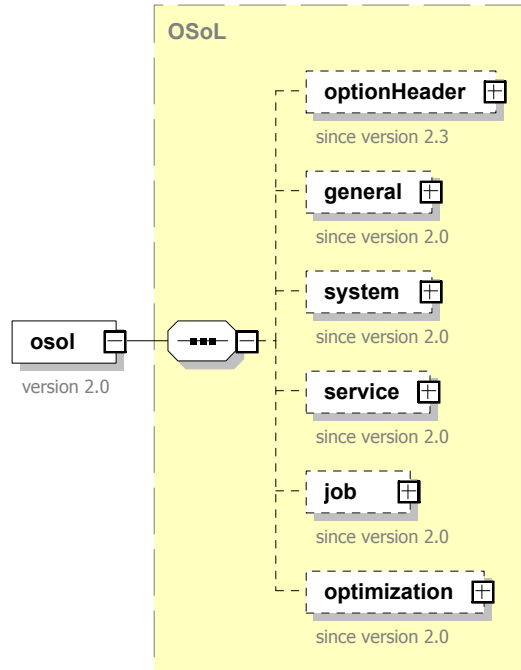 OSoL
optionHeader
since version 2.3
general
since version 2.0
system
since version 2.0
osol
version 2.0
service
since version 2.0
job
since version 2.0
optimization
since version 2.0